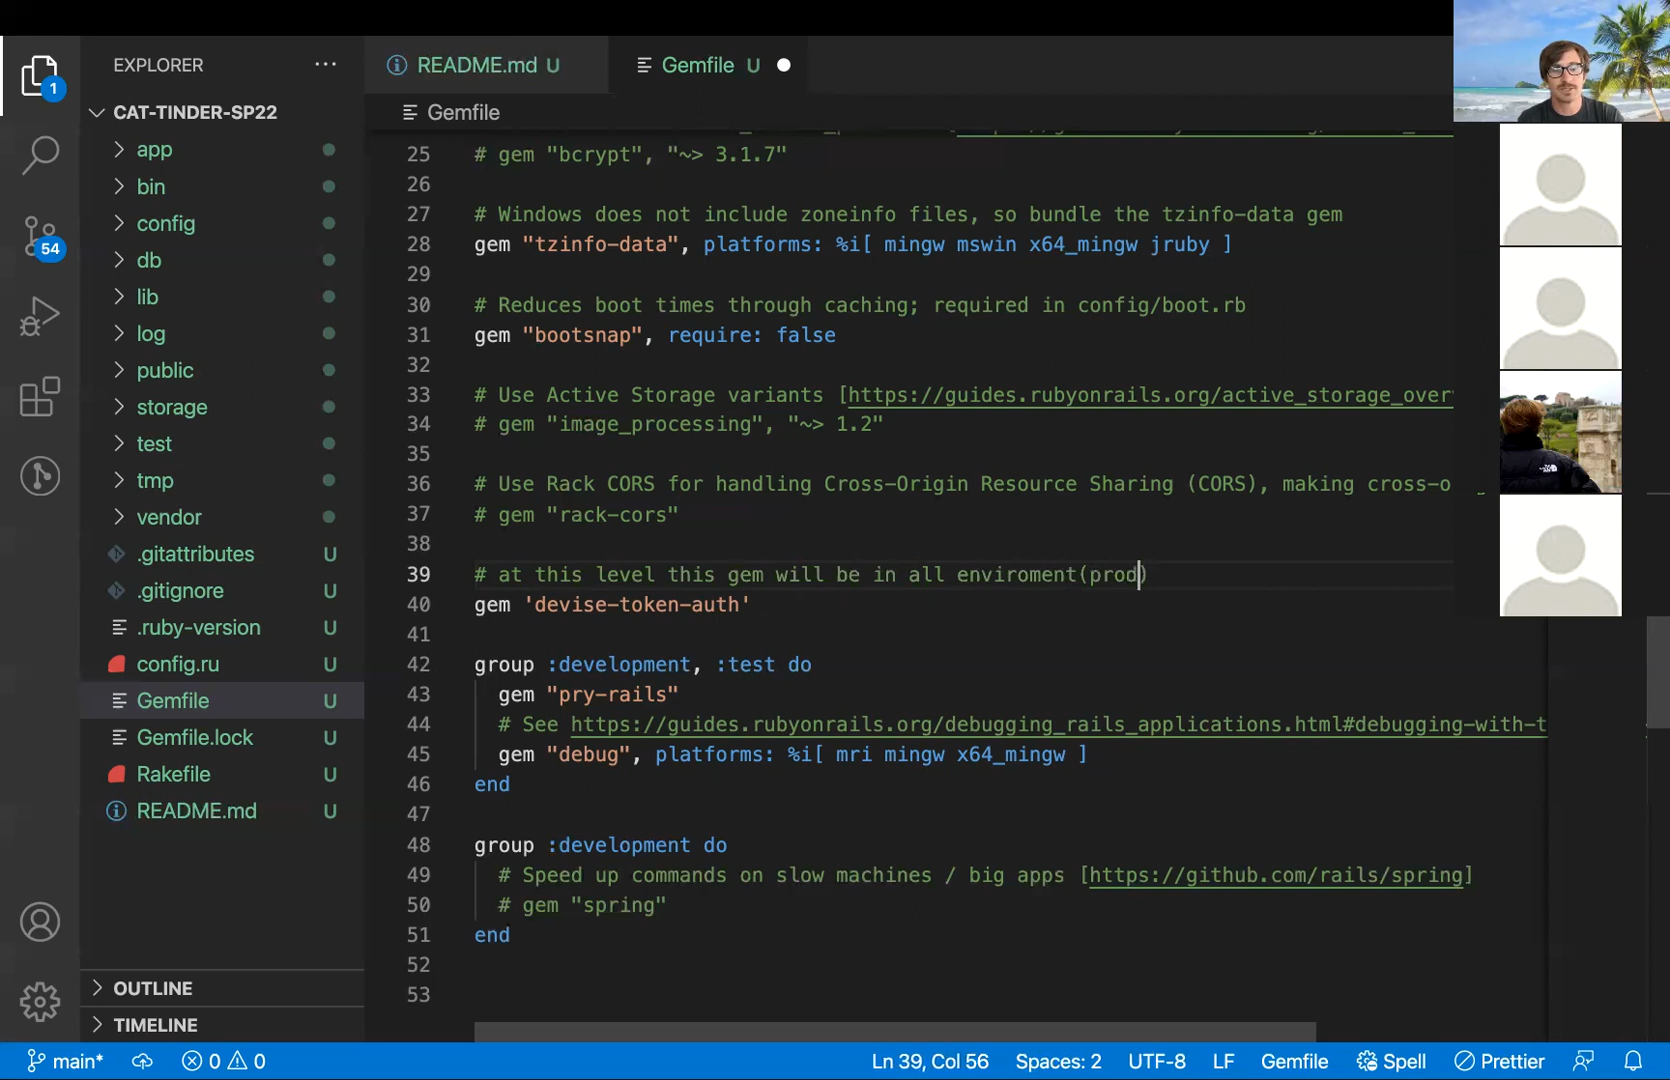 EXPLORER
README.md U
Gemfile U
1
CAT-TINDER-SP22
Gemfile
app
bin
config
db
lib
log
public
storage
test
tmp
vendor
.gitattributes U
.gitignore U
.ruby-version U
config.ru U
Gemfile U
Gemfile.lock U
Rakefile U
README.md U
54
25 # gem "bcrypt", "~> 3.1.7"
26
27 # Windows does not include zoneinfo files, so bundle the tzinfo-data gem
28 gem "tzinfo-data", platforms: %i[ mingw mswin x64_mingw jruby ]
29
30 # Reduces boot times through caching; required in config/boot.rb
31 gem "bootsnap", require: false
32
33 # Use Active Storage variants [https://guides.rubyonrails.org/active_storage_over
34 # gem "image_processing", "~> 1.2"
35
36 # Use Rack CORS for handling Cross-Origin Resource Sharing (CORS), making cross-o
37 # gem "rack-cors"
38
39 # at this level this gem will be in all enviroment(prod)
40 gem 'devise-token-auth'
41
42 group :development, :test do
43 gem "pry-rails"
44 # See https://guides.rubyonrails.org/debugging_rails_applications.html#debugging-with-t
45 gem "debug", platforms: %i[ mri mingw x64_mingw ]
46 end
47
48 group :development do
49 # Speed up commands on slow machines / big apps [https://github.com/rails/spring]
50 # gem "spring"
51 end
52
53
OUTLINE
TIMELINE
main* 0 0 Ln 39, Col 56 Spaces: 2 UTF-8 LF Gemfile Spell Prettier